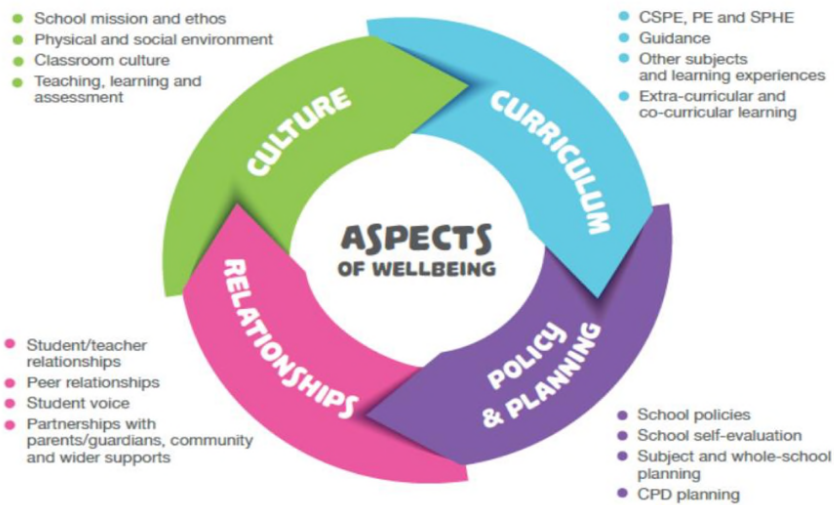 School mission and ethos
Physical and social environment
Classroom culture
Teaching, learning and
assessment
CSPE, PE and SPHE
Guidance
Other subjects
and learning experiences
Extra-curricular and
co-curricular learning
CULTURE
CURRICULUM
ASPECTS
OF WELLBEING
RELATIONSHIPS
POLICY
& PLANNING
Student/teacher
relationships
Peer relationships
Student voice
Partnerships with
parents/guardians, community
and wider supports
School policies
School self-evaluation
Subject and whole-school
planning
CPD planning